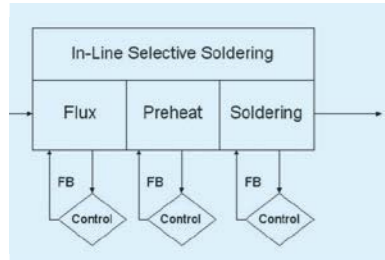 In-Line Selective Soldering
Flux Preheat Soldering
FB FB FB
Control Control Control